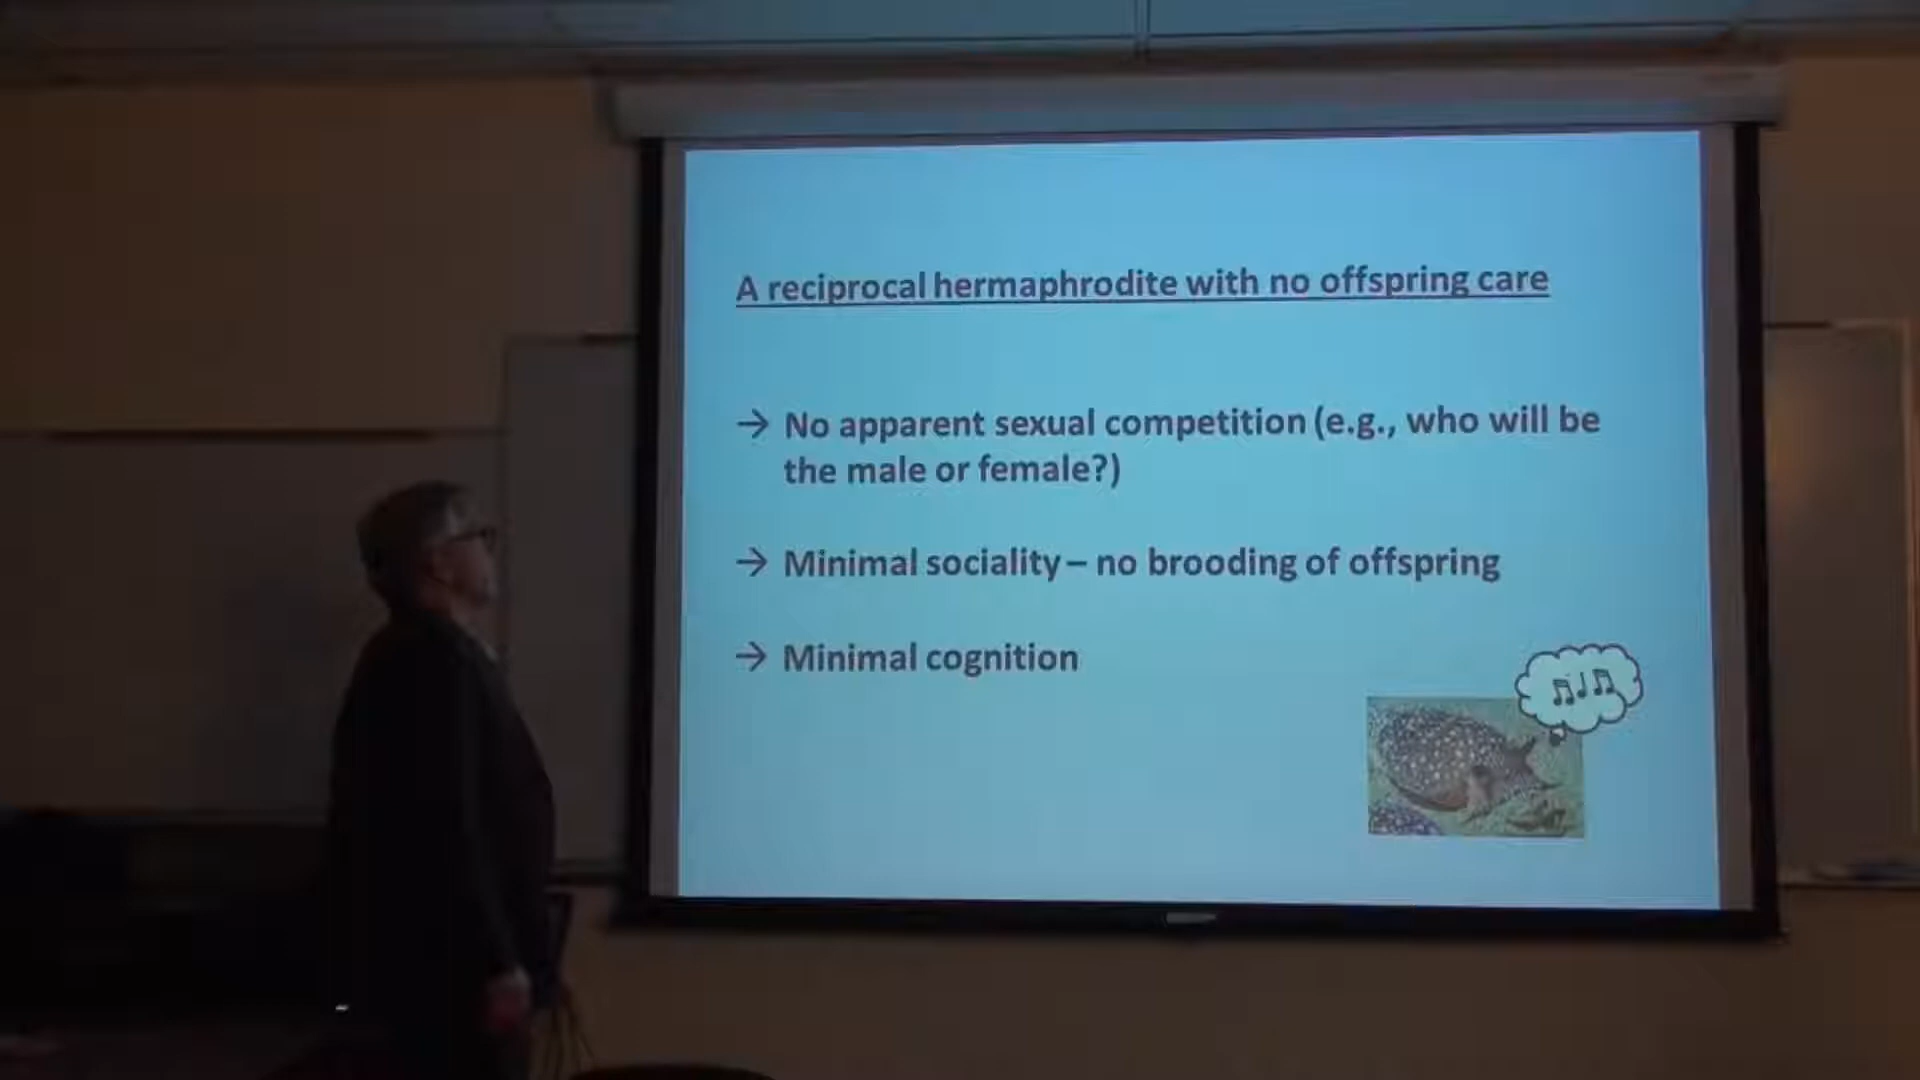 A reciprocal hermaphrodite with no offspring care
→ No apparent sexual competition (e.g., who will be
the male or female?)
→ Minimal sociality – no brooding of offspring
→ Minimal cognition